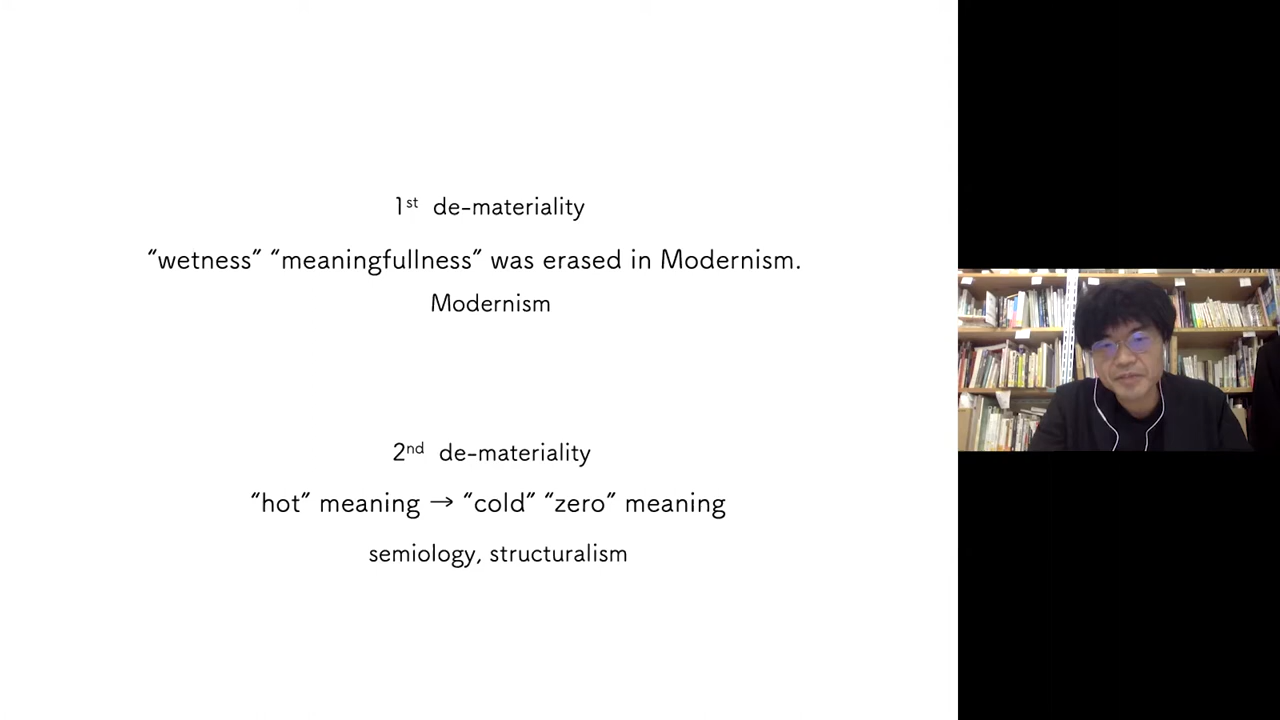 1st de-materiality
“wetness” “meaningfullness” was erased in Modernism.
Modernism
2nd de-materiality
“hot” meaning → “cold” “zero” meaning
semiology, structuralism